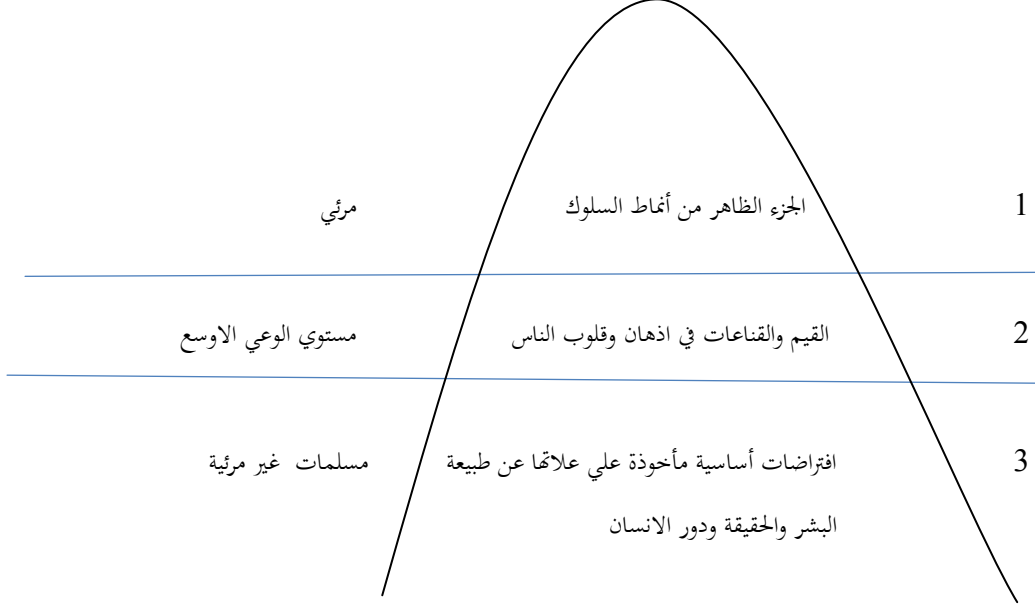 1 الجزء الظاهر من أنماط السلوك مرئي
2 القيم والقناعات في اذهان وقلوب الناس مستوي الوعي الاوسع
3 افتراضات أساسية مأخوذة علي علاتها عن طبيعة مسلمات غير مرئية
البشر والحقيقة ودور الانسان